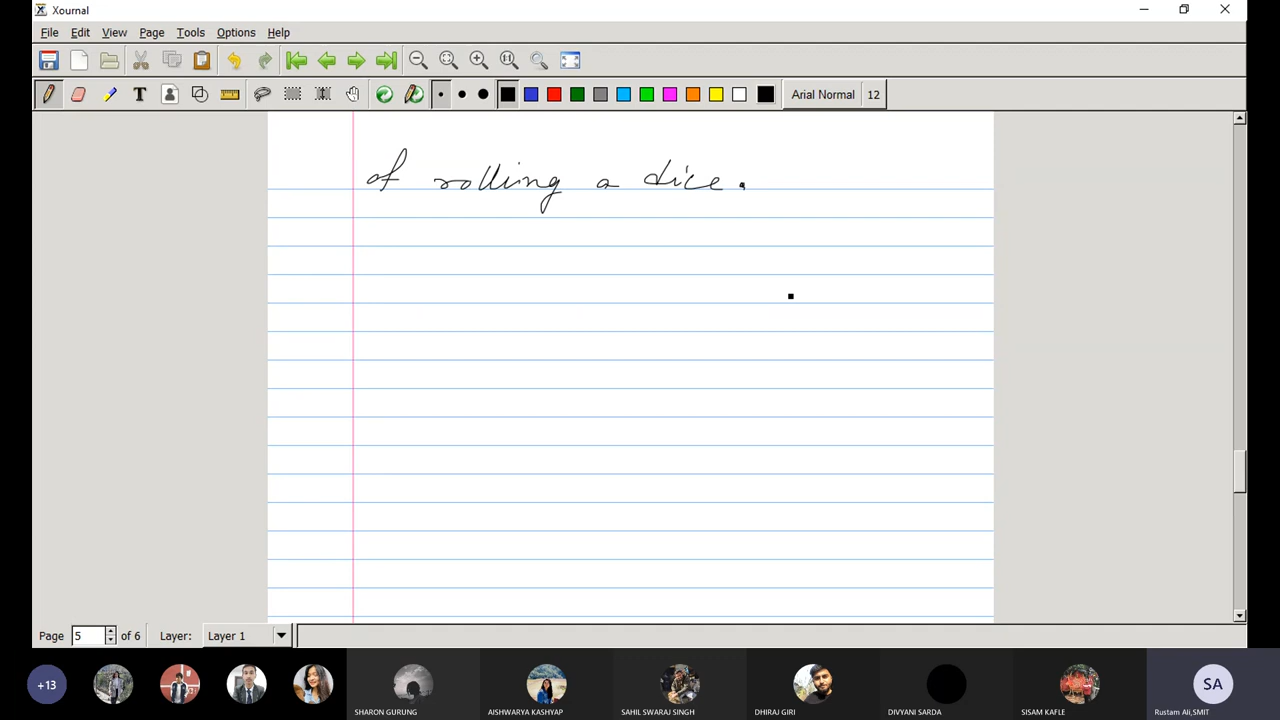 Xournal
File Edit View Page Tools Options Help
T Arial Normal 12
of rolling a dice.
Page 5 of 6 Layer: Layer 1
+13 SHARON GURUNG AISHWARYA KASHYAP SAHIL SWARAJ SINGH DHIRAJ GIRI DIVYANI SARDA SISAM KAFLE SA Rustam Ali,SMIT